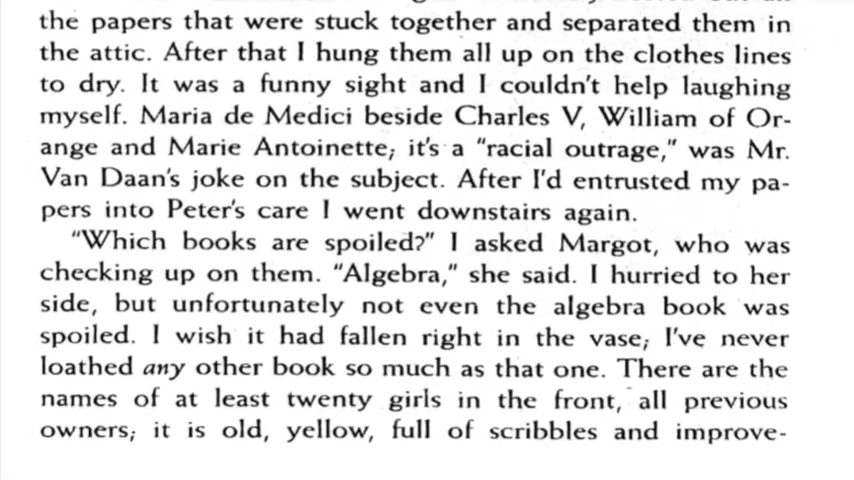 the papers that were stuck together and separated them in
the attic. After that I hung them all up on the clothes lines
to dry. It was a funny sight and I couldn't help laughing
myself. Maria de Medici beside Charles V, William of Or-
ange and Marie Antoinette; it's a "racial outrage," was Mr.
Van Daan's joke on the subject. After I'd entrusted my pa-
pers into Peter's care I went downstairs again.
"Which books are spoiled?" I asked Margot, who was
checking up on them. "Algebra," she said. I hurried to her
side, but unfortunately not even the algebra book was
spoiled. I wish it had fallen right in the vase; I've never
loathed any other book so much as that one. There are the
names of at least twenty girls in the front, all previous
owners; it is old, yellow, full of scribbles and improve-